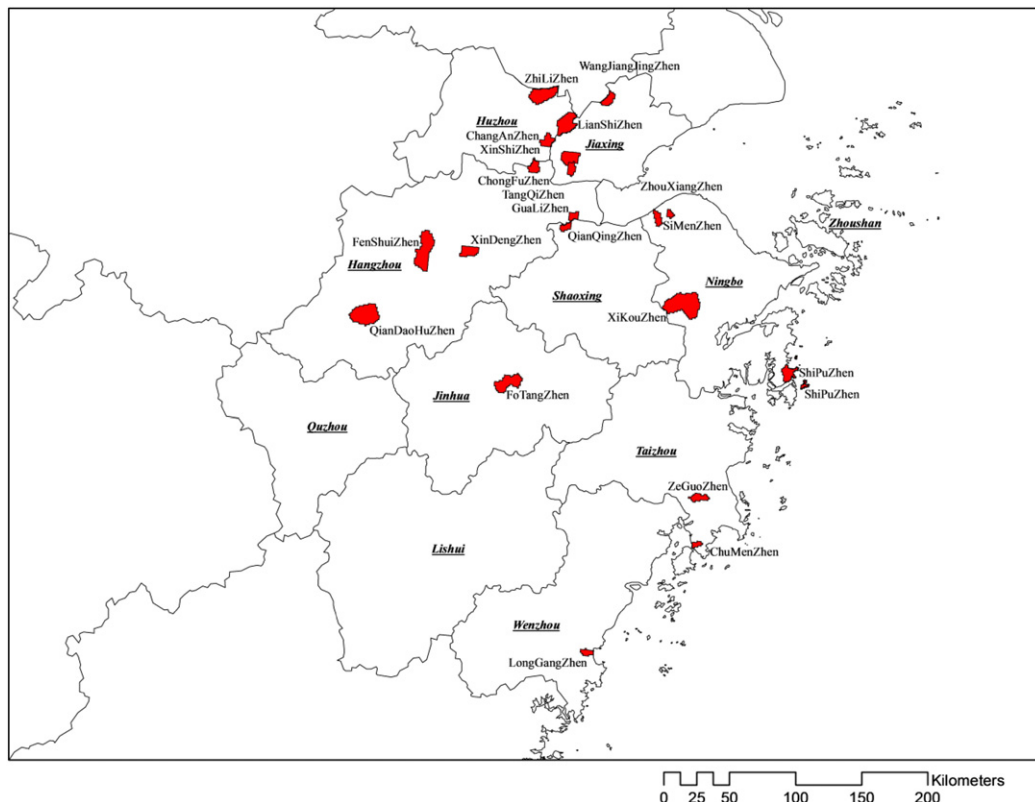 WangJiangJingZhen
ZhiLiZhen
Huzhou
LianShiZhen
ChangAnZhen
Jiaxing
XinShiZhen
ChongFuZhen
ZhouXiangZhen
TangQiZhen
GuaLiZhen
Zhoushan
SiMenZhen
QianQingZhen
FenShuiZhen
XinDengZhen
Hangzhou
Ningbo
Shaoxing
XiKouZhen
QianDaoHuZhen
ShiPuZhen
ShiPuZhen
Jinhua
FoTangZhen
Quzhou
Taizhou
ZeGuoZhen
Lishui
ChuMenZhen
Wenzhou
LongGangZhen
Kilometers
0 25 50 100 150 200